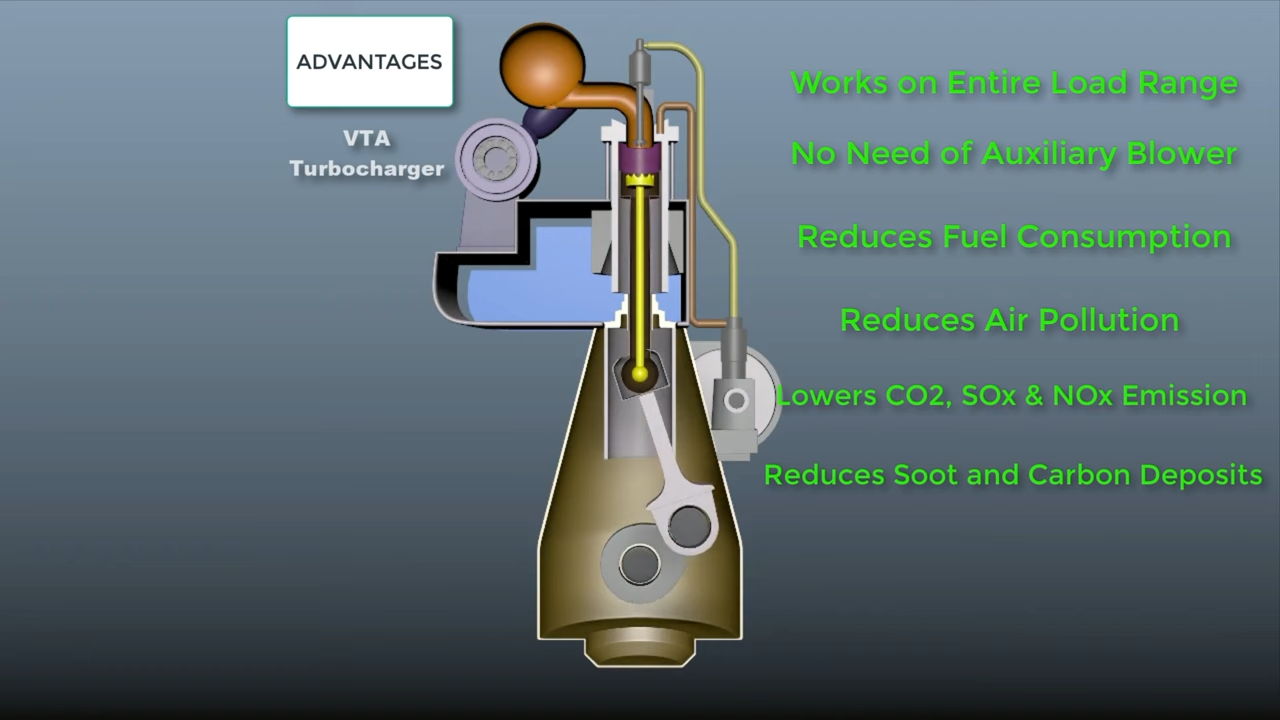 ADVANTAGES
VTA
Turbocharger
Works on Entire Load Range
No Need of Auxiliary Blower
Reduces Fuel Consumption
Reduces Air Pollution
Lowers CO2, SOx & NOx Emission
Reduces Soot and Carbon Deposits